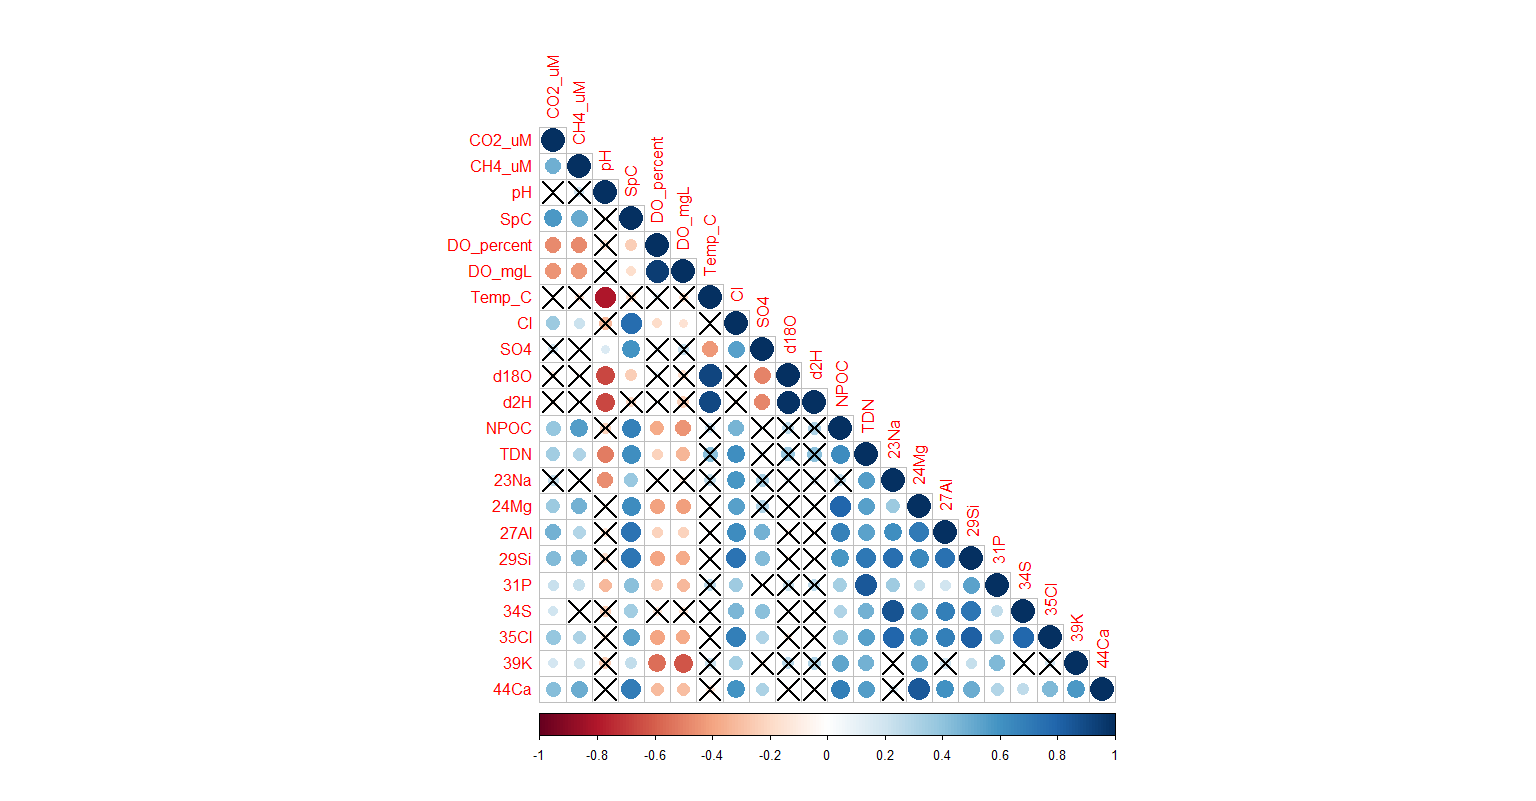 CO2_uM
CH4_uM
pH
SpC
DO_percent
DO_mgL
Temp_C
Cl
SO4
d18O
d2H
NPOC
TDN
23Na
24Mg
27Al
29Si
31P
34S
35Cl
39K
44Ca
CO2_uM
CH4_uM
pH
SpC
DO_percent
DO_mgL
Temp_C
Cl
SO4
d18O
d2H
NPOC
TDN
23Na
24Mg
27Al
29Si
31P
34S
35Cl
39K
44Ca
-1 -0.8 -0.6 -0.4 -0.2 0 0.2 0.4 0.6 0.8 1